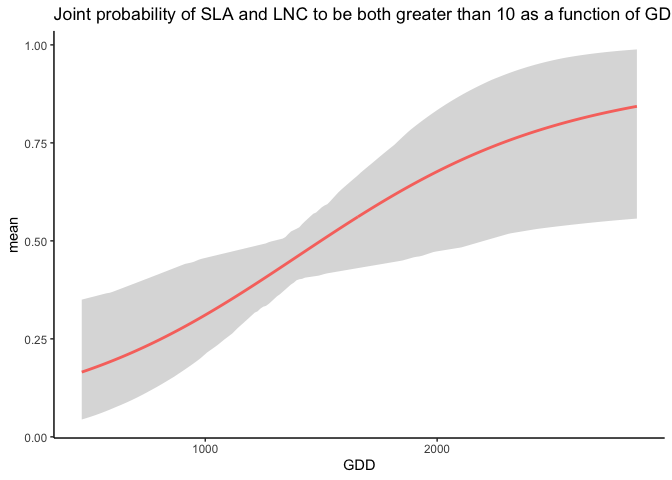 Joint probability of SLA and LNC to be both greater than 10 as a function of GD
1.00
0.75
mean
0.50
0.25
0.00
1000 2000
GDD